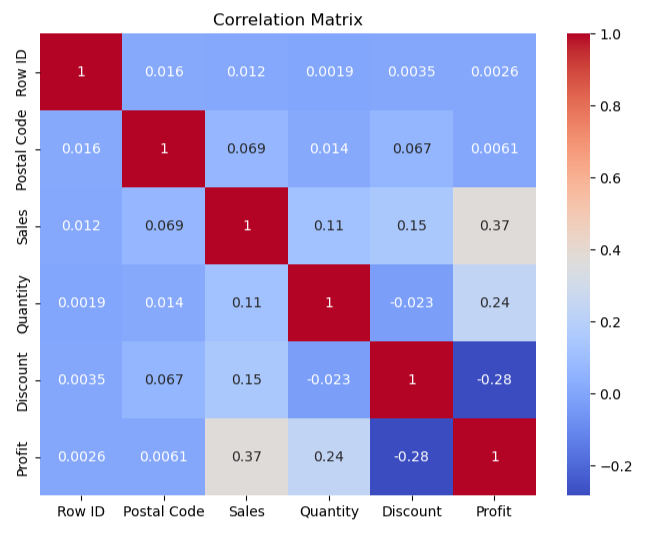 Correlation Matrix
Row ID 1 0.016 0.012 0.0019 0.0035 0.0026
Postal Code 0.016 1 0.069 0.014 0.067 0.0061
Sales 0.012 0.069 1 0.11 0.15 0.37
Quantity 0.0019 0.014 0.11 1 -0.023 0.24
Discount 0.0035 0.067 0.15 -0.023 1 -0.28
Profit 0.0026 0.0061 0.37 0.24 -0.28 1
Row ID Postal Code Sales Quantity Discount Profit
1.0
0.8
0.6
0.4
0.2
0.0
−0.2